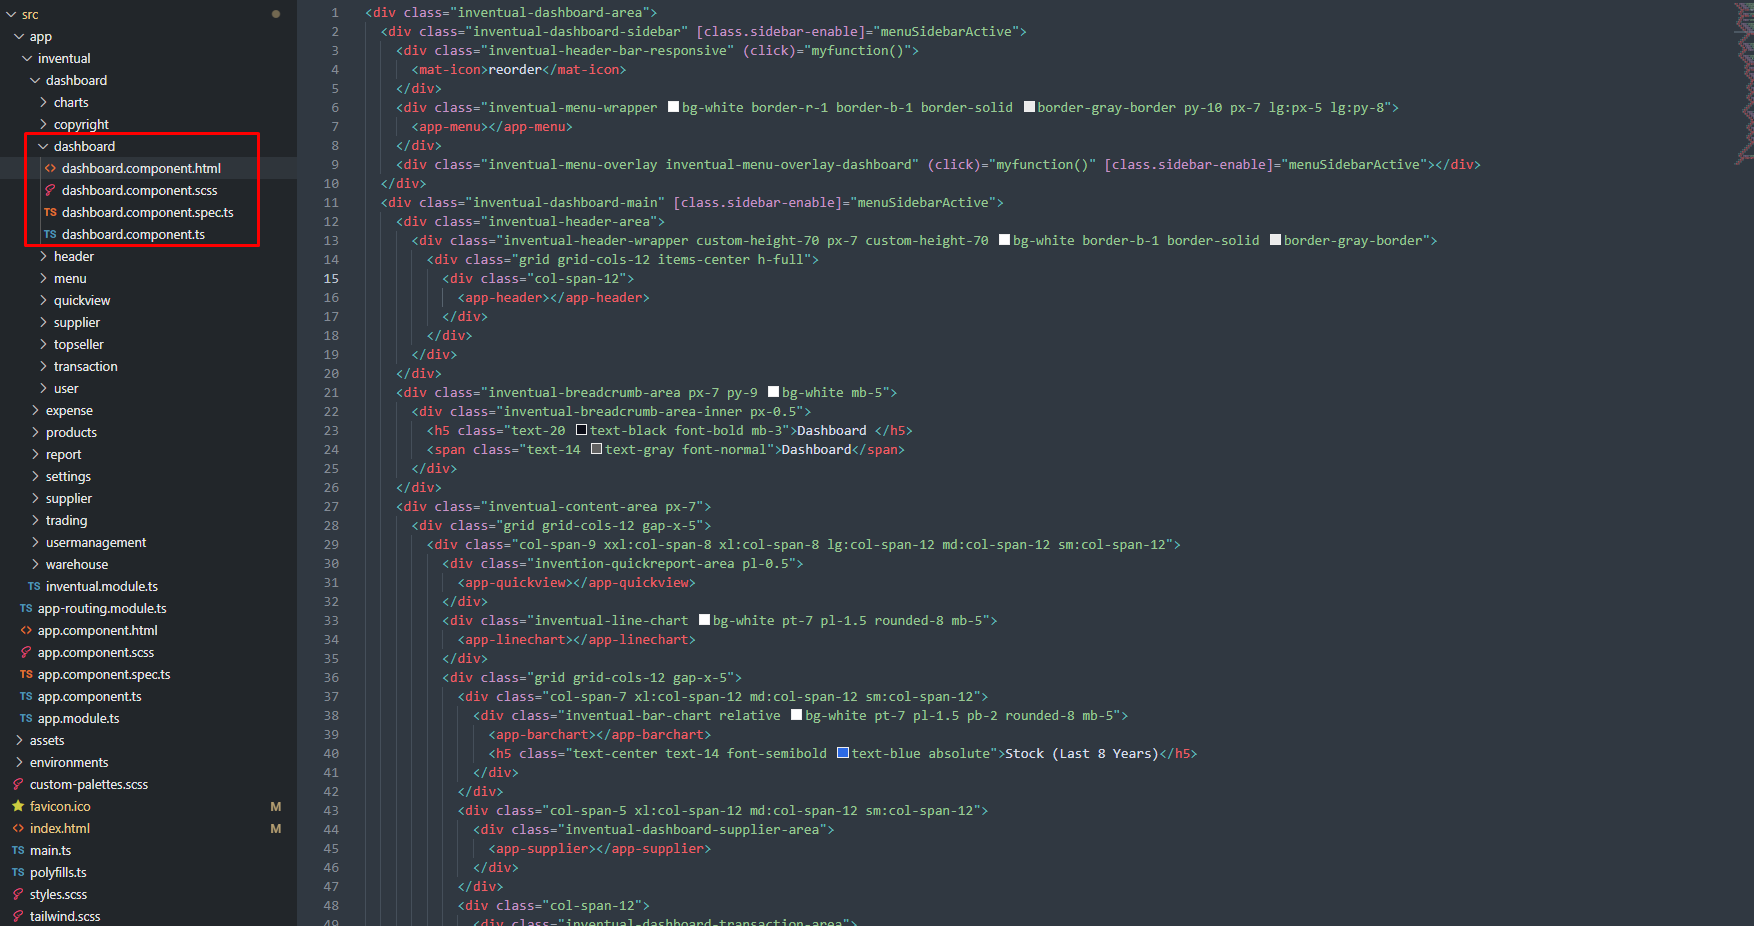 src
app
inventual
dashboard
charts
copyright
dashboard
dashboard.component.html
dashboard.component.scss
dashboard.component.spec.ts
dashboard.component.ts
header
menu
quickview
supplier
topseller
transaction
user
expense
products
report
settings
supplier
trading
usermanagement
warehouse
TS inventual.module.ts
TS app-routing.module.ts
app.component.html
app.component.scss
TS app.component.spec.ts
TS app.component.ts
TS app.module.ts
assets
environments
custom-palettes.scss
favicon.ico M
index.html M
TS main.ts
TS polyfills.ts
styles.scss
tailwind.scss
1 <div class="inventual-dashboard-area">
2 <div class="inventual-dashboard-sidebar" [class.sidebar-enable]="menuSidebarActive">
3 <div class="inventual-header-bar-responsive" (click)="myfunction()">
4 <mat-icon>reorder</mat-icon>
5 </div>
6 <div class="inventual-menu-wrapper bg-white border-r-1 border-b-1 border-solid border-gray-border py-10 px-7 lg:px-5 lg:py-8">
7 <app-menu></app-menu>
8 </div>
9 <div class="inventual-menu-overlay inventual-menu-overlay-dashboard" (click)="myfunction()" [class.sidebar-enable]="menuSidebarActive"></div>
10 </div>
11 <div class="inventual-dashboard-main" [class.sidebar-enable]="menuSidebarActive">
12 <div class="inventual-header-area">
13 <div class="inventual-header-wrapper custom-height-70 px-7 custom-height-70 bg-white border-b-1 border-solid border-gray-border">
14 <div class="grid grid-cols-12 items-center h-full">
15 <div class="col-span-12">
16 <app-header></app-header>
17 </div>
18 </div>
19 </div>
20 </div>
21 <div class="inventual-breadcrumb-area px-7 py-9 bg-white mb-5">
22 <div class="inventual-breadcrumb-area-inner px-0.5">
23 <h5 class="text-20 text-black font-bold mb-3">Dashboard </h5>
24 <span class="text-14 text-gray font-normal">Dashboard</span>
25 </div>
26 </div>
27 <div class="inventual-content-area px-7">
28 <div class="grid grid-cols-12 gap-x-5">
29 <div class="col-span-9 xxl:col-span-8 xl:col-span-8 lg:col-span-12 md:col-span-12 sm:col-span-12">
30 <div class="invention-quickreport-area pl-0.5">
31 <app-quickview></app-quickview>
32 </div>
33 <div class="inventual-line-chart bg-white pt-7 pl-1.5 rounded-8 mb-5">
34 <app-linechart></app-linechart>
35 </div>
36 <div class="grid grid-cols-12 gap-x-5">
37 <div class="col-span-7 xl:col-span-12 md:col-span-12 sm:col-span-12">
38 <div class="inventual-bar-chart relative bg-white pt-7 pl-1.5 pb-2 rounded-8 mb-5">
39 <app-barchart></app-barchart>
40 <h5 class="text-center text-14 font-semibold text-blue absolute">Stock (Last 8 Years)</h5>
41 </div>
42 </div>
43 <div class="col-span-5 xl:col-span-12 md:col-span-12 sm:col-span-12">
44 <div class="inventual-dashboard-supplier-area">
45 <app-supplier></app-supplier>
46 </div>
47 </div>
48 <div class="col-span-12">
49 <div class="inventual-dashboard-transaction-area">